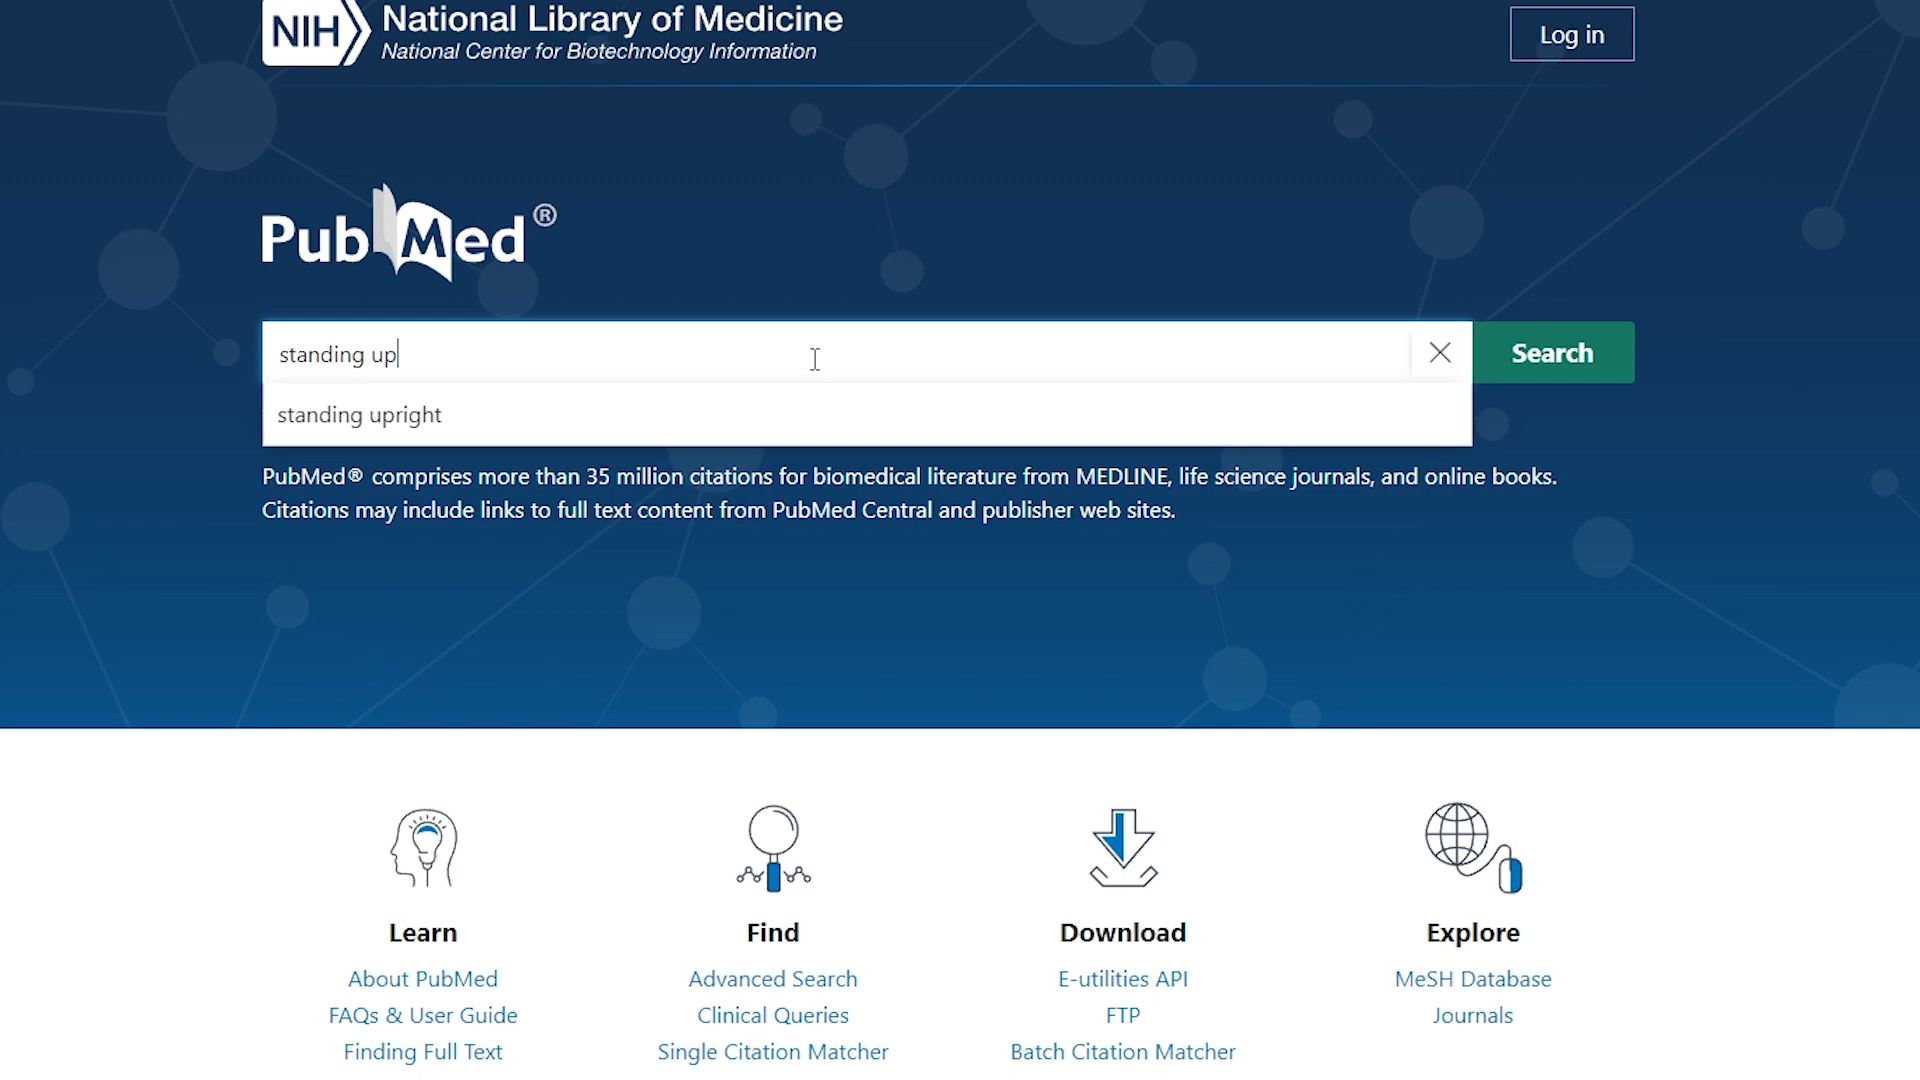 NIH National Library of Medicine
National Center for Biotechnology Information
Log in
PubMed®
standing up
Search
standing upright
PubMed® comprises more than 35 million citations for biomedical literature from MEDLINE, life science journals, and online books.
Citations may include links to full text content from PubMed Central and publisher web sites.
Learn
About PubMed
FAQs & User Guide
Finding Full Text
Find
Advanced Search
Clinical Queries
Single Citation Matcher
Download
E-utilities API
FTP
Batch Citation Matcher
Explore
MeSH Database
Journals